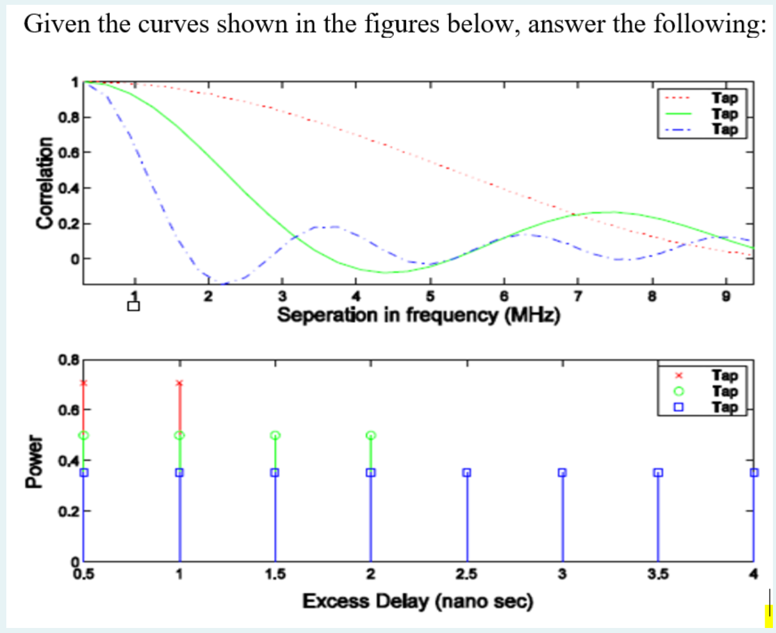 Given the curves shown in the figures below, answer the following:
1
0.8
0.6
0.4
0.2
0
Correlation
Tap
Tap
Tap
1 2 3 4 5 6 7 8 9
Seperation in frequency (MHz)
0.8
0.6
0.4
0.2
0
Power
Tap
Tap
Tap
0.5 1 1.5 2 2.5 3 3.5 4
Excess Delay (nano sec)